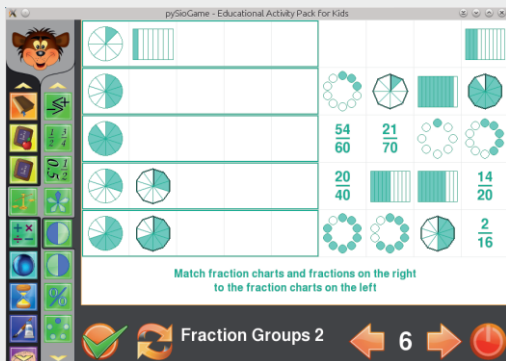 pySioGame - Educational Activity Pack for Kids
54
60
21
70
20
40
14
20
2
16
Match fraction charts and fractions on the right
to the fraction charts on the left
Fraction Groups 2
6